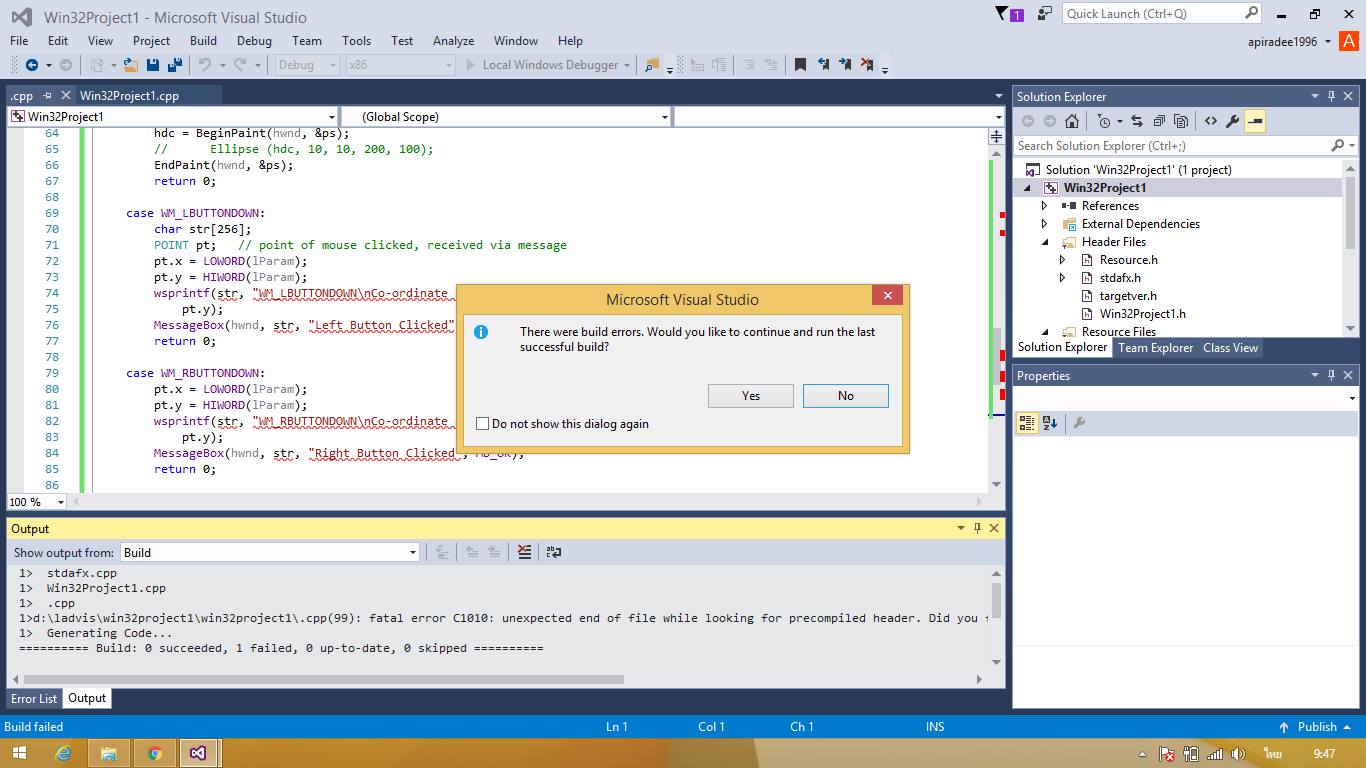 Win32Project1 - Microsoft Visual Studio
1
Quick Launch (Ctrl+Q)
File Edit View Project Build Debug Team Tools Test Analyze Window Help
apiradee1996 A
Debug x86 Local Windows Debugger
.cpp Win32Project1.cpp
Win32Project1 (Global Scope)
64 hdc = BeginPaint(hwnd, &ps);
65 // Ellipse (hdc, 10, 10, 200, 100);
66 EndPaint(hwnd, &ps);
67 return 0;
68
69 case WM_LBUTTONDOWN:
70 char str[256];
71 POINT pt; // point of mouse clicked, received via message
72 pt.x = LOWORD(lParam);
73 pt.y = HIWORD(lParam);
74 wsprintf(str, "WM_LBUTTONDOWN\nCo-ordinate
75 pt.y);
76 MessageBox(hwnd, str, "Left Button Clicked"
77 return 0;
78
79 case WM_RBUTTONDOWN:
80 pt.x = LOWORD(lParam);
81 pt.y = HIWORD(lParam);
82 wsprintf(str, "WM_RBUTTONDOWN\nCo-ordinate
83 pt.y);
84 MessageBox(hwnd, str, "Right Button Clicked", MB_OK);
85 return 0;
86
100 %
Microsoft Visual Studio
There were build errors. Would you like to continue and run the last
successful build?
Yes No
Do not show this dialog again
Solution Explorer
Search Solution Explorer (Ctrl+;)
Solution 'Win32Project1' (1 project)
Win32Project1
References
External Dependencies
Header Files
Resource.h
stdafx.h
targetver.h
Win32Project1.h
Resource Files
Solution Explorer Team Explorer Class View
Properties
Output
Show output from: Build
1> stdafx.cpp
1> Win32Project1.cpp
1> .cpp
1>d:\ladvis\win32project1\win32project1\.cpp(99): fatal error C1010: unexpected end of file while looking for precompiled header. Did you
1> Generating Code...
========== Build: 0 succeeded, 1 failed, 0 up-to-date, 0 skipped ==========
Error List Output
Build failed Ln 1 Col 1 Ch 1 INS Publish
ไทย 9:47